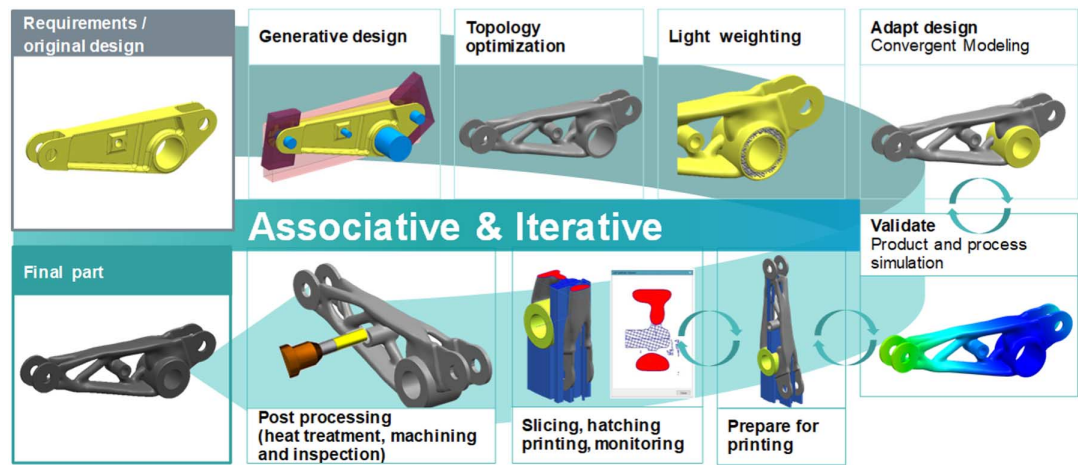 Requirements /
original design
Generative design
Topology
optimization
Light weighting
Adapt design
Convergent Modeling
Associative & Iterative
Validate
Product and process
simulation
Final part
Post processing
(heat treatment, machining
and inspection)
Slicing, hatching
printing, monitoring
Prepare for
printing